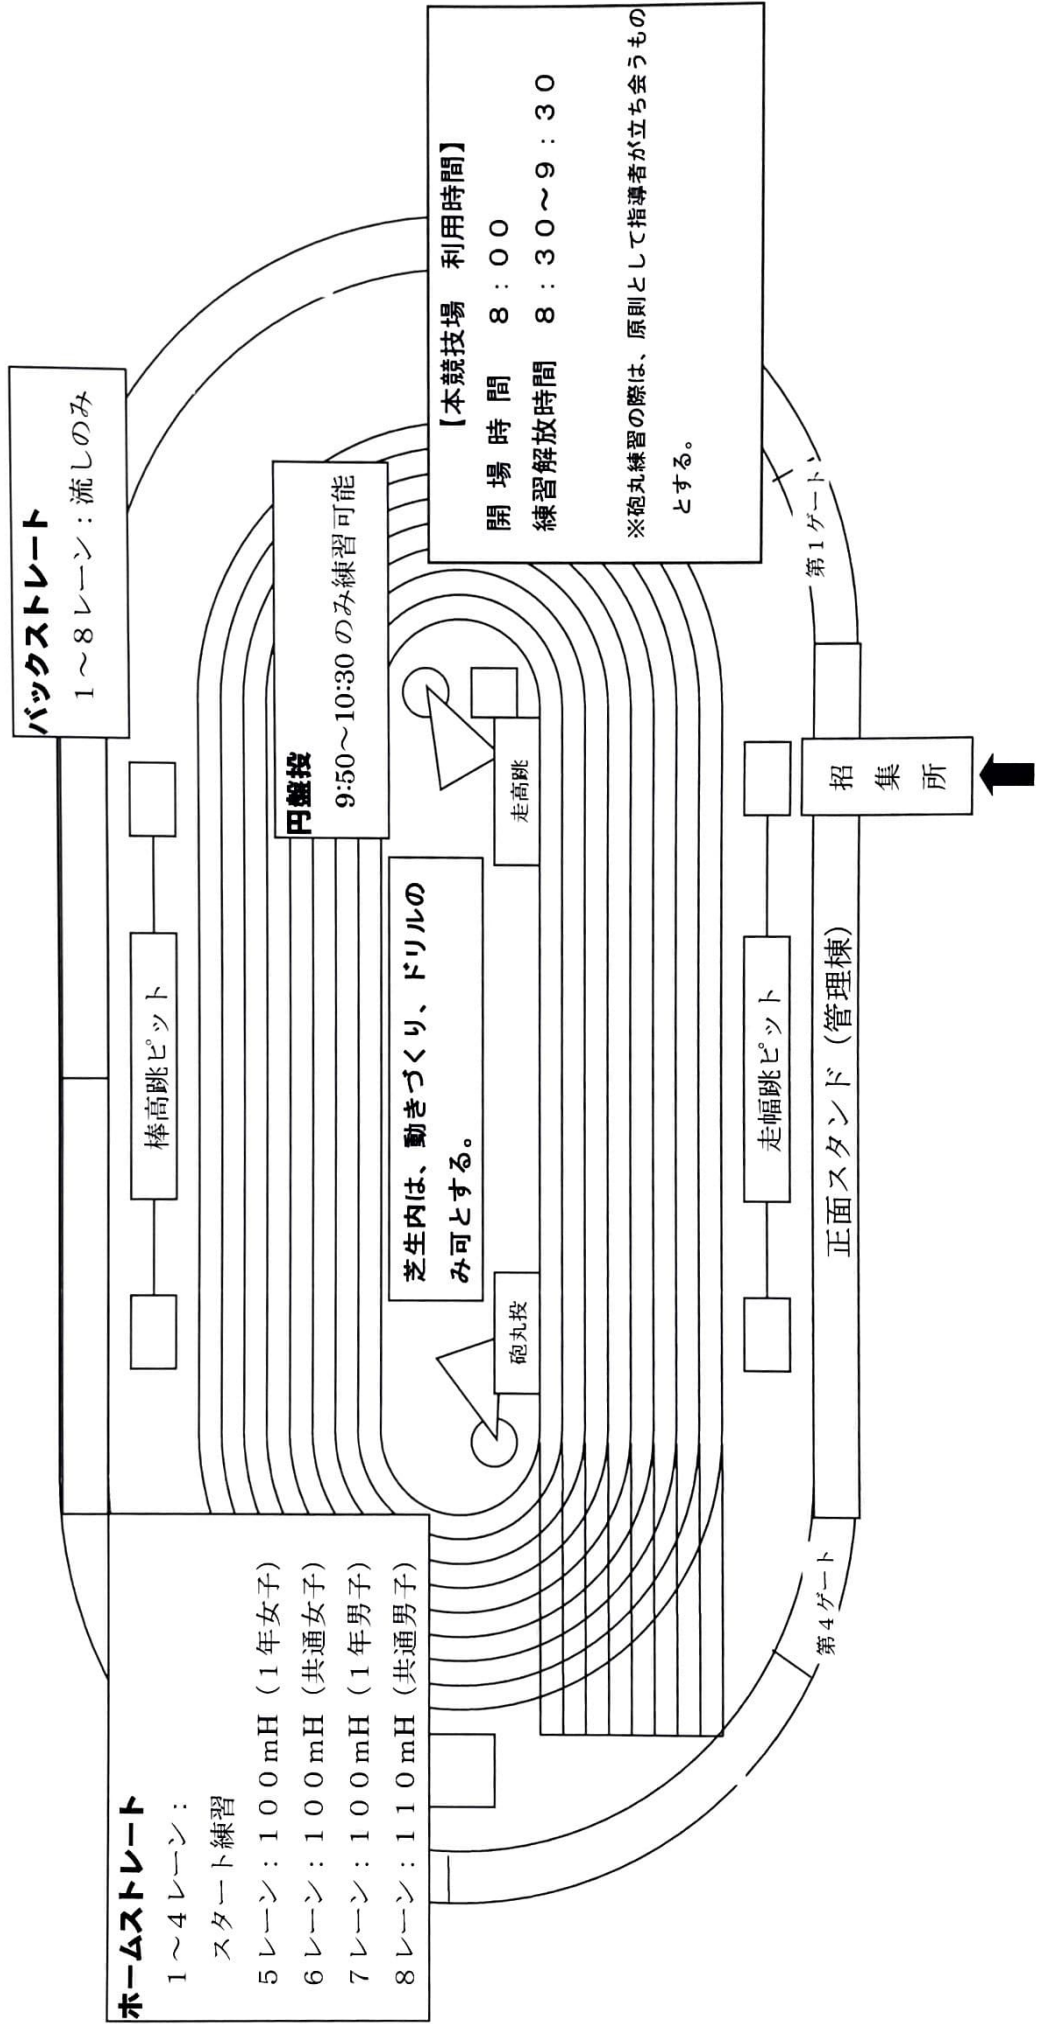 バックストレート
１～８レーン：流しのみ
【本競技場　利用時間】
開 場 時 間　８：００
練習解放時間　８：３０～９：３０
※砲丸練習の際は、原則として指導者が立ち会うもの
とする。
円盤投
9:50～10:30 のみ練習可能
棒高跳ピット
芝生内は、動きづくり、ドリルの
み可とする。
走高跳
砲丸投
ホームストレート
１～４レーン：
スタート練習
５レーン：１００mH（１年女子）
６レーン：１００mH（共通女子）
７レーン：１００mH（１年男子）
８レーン：１１０mH（共通男子）
走幅跳ピット
第４ゲート
正面スタンド（管理棟）
招 集 所
第１ゲート